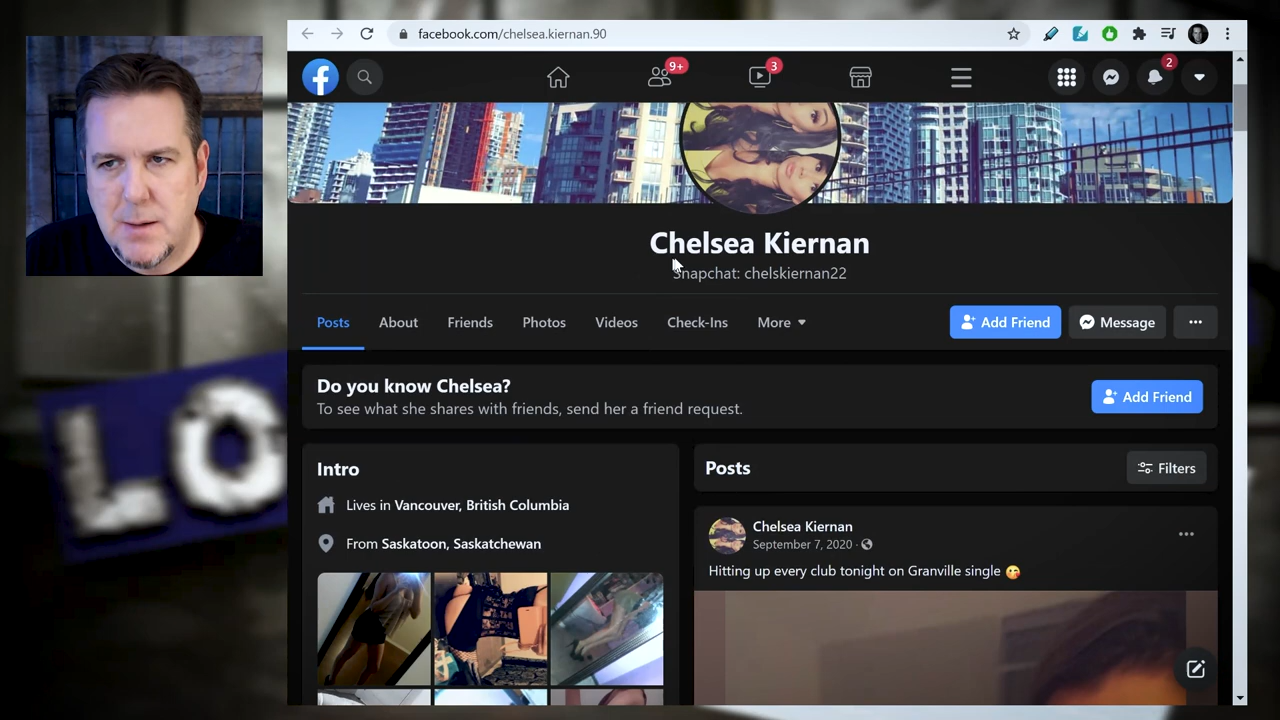 facebook.com/chelsea.kiernan.90
9+
3
2
Chelsea Kiernan
Snapchat: chelskiernan22
Posts
About
Friends
Photos
Videos
Check-Ins
More
Add Friend
Message
Do you know Chelsea?
To see what she shares with friends, send her a friend request.
Add Friend
Intro
Posts
Filters
Lives in Vancouver, British Columbia
From Saskatoon, Saskatchewan
Chelsea Kiernan
September 7, 2020 ·
Hitting up every club tonight on Granville single 😋
LO